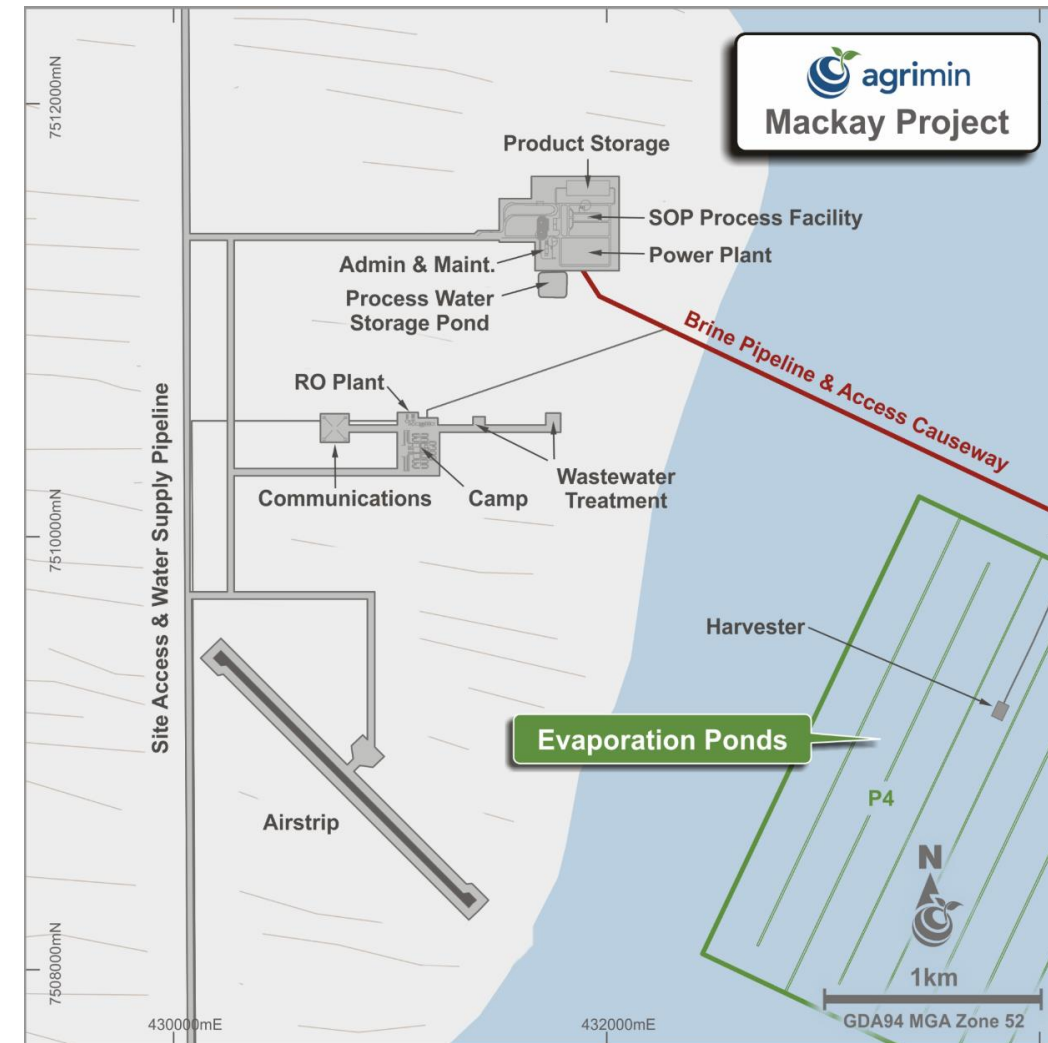 agrimin
Mackay Project
7512000mN
Product Storage
SOP Process Facility
Power Plant
Admin & Maint.
Process Water
Storage Pond
Brine Pipeline & Access Causeway
RO Plant
Communications
Camp
Wastewater
Treatment
Site Access & Water Supply Pipeline
7510000mN
Harvester
Evaporation Ponds
P4
Airstrip
N
7508000mN
1km
GDA94 MGA Zone 52
430000mE
432000mE